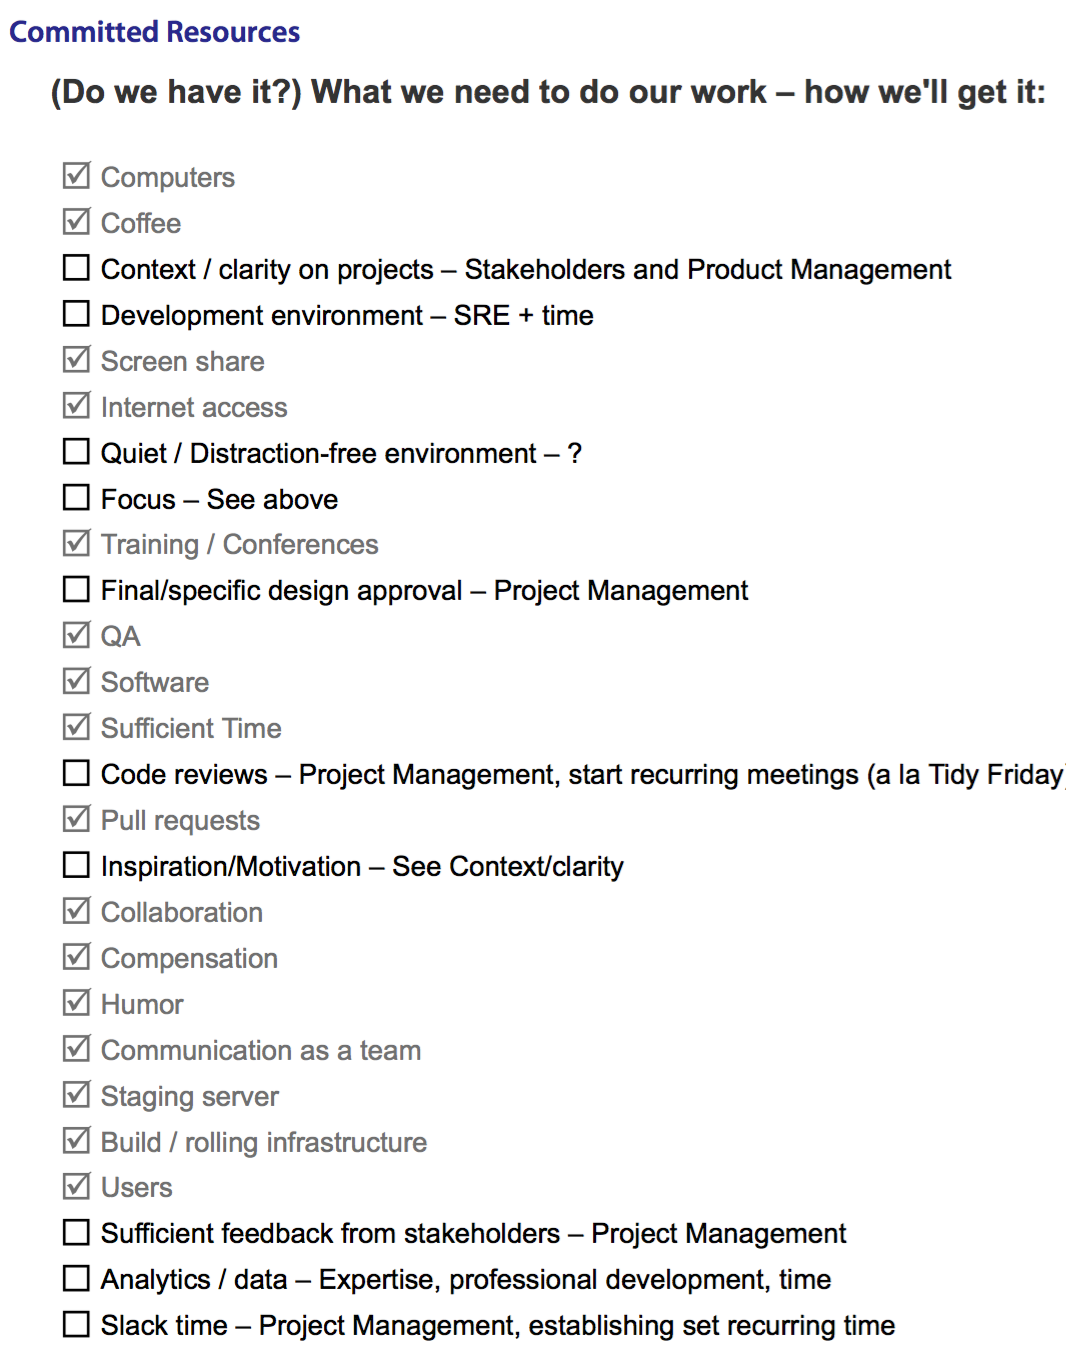 Committed Resources
(Do we have it?) What we need to do our work – how we'll get it:
Computers
Coffee
Context / clarity on projects – Stakeholders and Product Management
Development environment – SRE + time
Screen share
Internet access
Quiet / Distraction-free environment – ?
Focus – See above
Training / Conferences
Final/specific design approval – Project Management
QA
Software
Sufficient Time
Code reviews – Project Management, start recurring meetings (a la Tidy Friday)
Pull requests
Inspiration/Motivation – See Context/clarity
Collaboration
Compensation
Humor
Communication as a team
Staging server
Build / rolling infrastructure
Users
Sufficient feedback from stakeholders – Project Management
Analytics / data – Expertise, professional development, time
Slack time – Project Management, establishing set recurring time